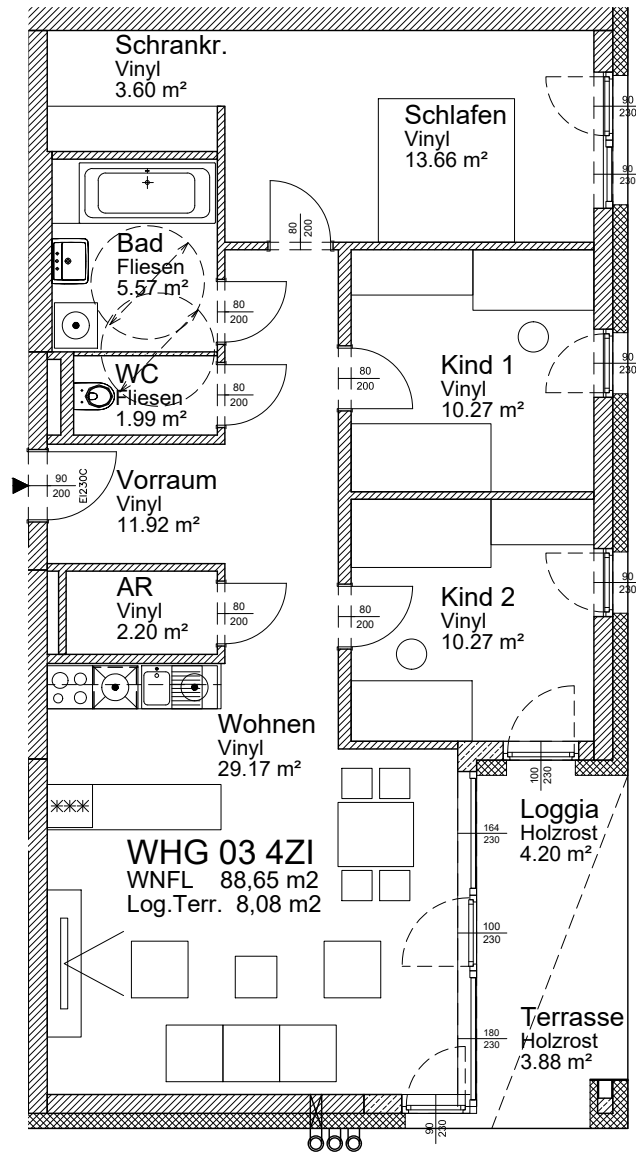 Schrankr.
Vinyl
3.60 m²
Schlafen
Vinyl
13.66 m²
90
230
90
230
80
200
Bad
Fliesen
5.57 m²
80
200
WC
Fliesen
1.99 m²
80
200
80
200
Kind 1
Vinyl
10.27 m²
90
230
90
200
EI230C
Vorraum
Vinyl
11.92 m²
AR
Vinyl
2.20 m²
80
200
80
200
Kind 2
Vinyl
10.27 m²
90
230
Wohnen
Vinyl
29.17 m²
100
230
Loggia
Holzrost
4.20 m²
164
230
WHG 03 4ZI
WNFL 88,65 m2
Log.Terr. 8,08 m2
100
230
Terrasse
Holzrost
3.88 m²
180
230
90
230